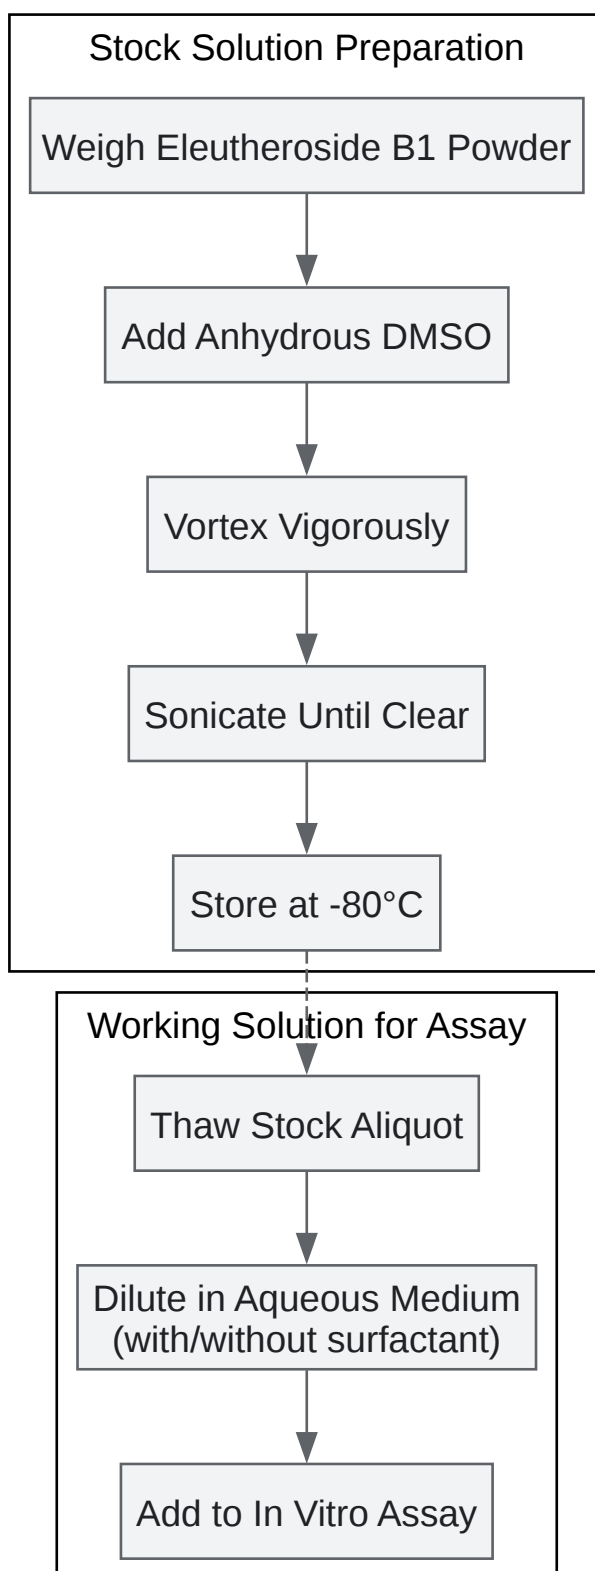 Stock Solution Preparation
Weigh Eleutheroside B1 Powder
Add Anhydrous DMSO
Vortex Vigorously
Sonicate Until Clear
Store at -80°C
Working Solution for Assay
Thaw Stock Aliquot
Dilute in Aqueous Medium
(with/without surfactant)
Add to In Vitro Assay